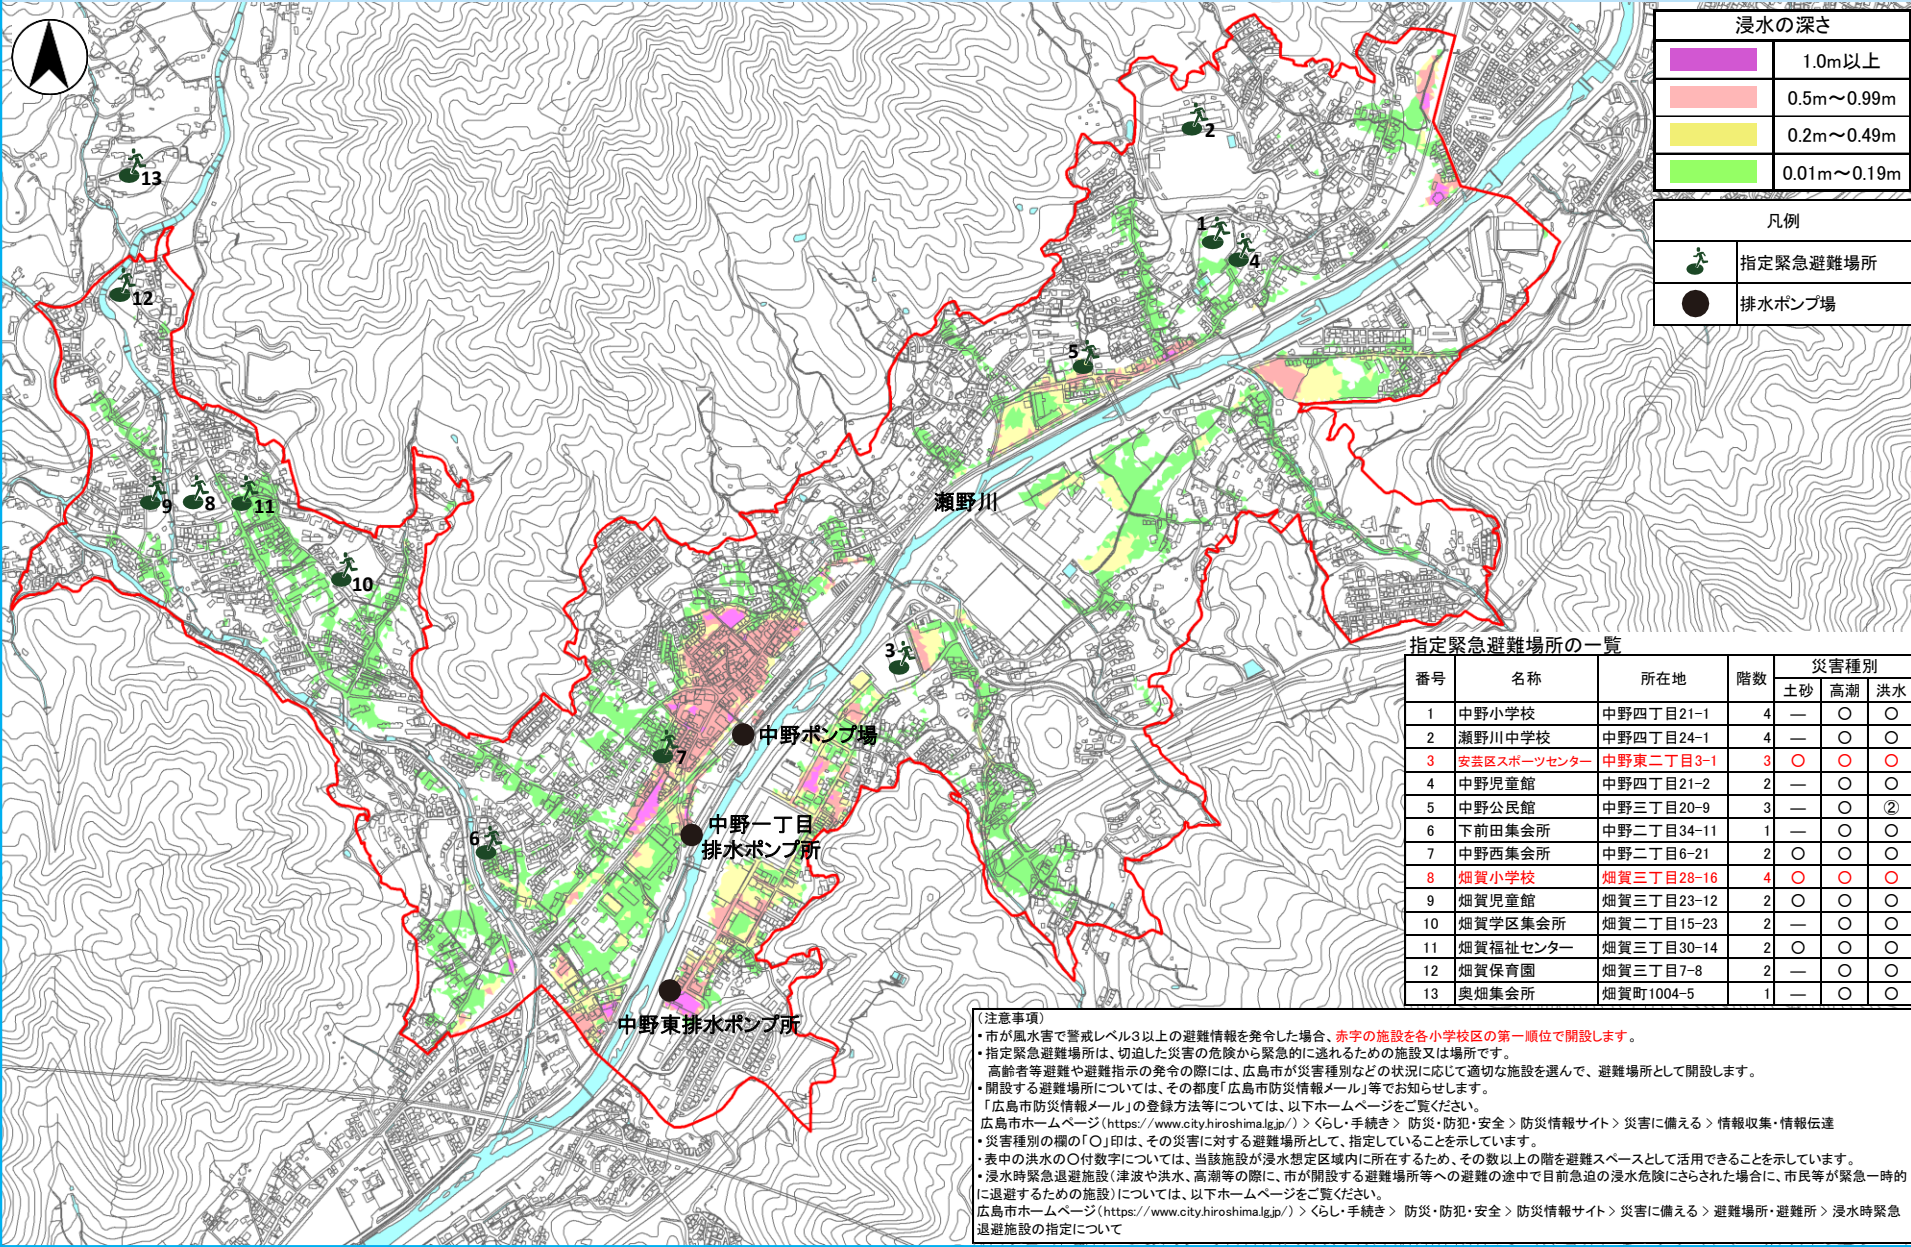 浸水の深さ
1.0m以上
0.5m～0.99m
0.2m～0.49m
0.01m～0.19m
凡例
指定緊急避難場所
排水ポンプ場
2
13
1
4
12
5
瀬野川
9
8
11
10
3
中野ポンプ場
7
中野一丁目
排水ポンプ所
6
中野東排水ポンプ所
指定緊急避難場所の一覧
番号 名称 所在地 階数 災害種別
土砂 高潮 洪水
1 中野小学校 中野四丁目21-1 4 ― ○ ○
2 瀬野川中学校 中野四丁目24-1 4 ― ○ ○
3 安芸区スポーツセンター 中野東二丁目3-1 3 ○ ○ ○
4 中野児童館 中野四丁目21-2 2 ― ○ ○
5 中野公民館 中野三丁目20-9 3 ― ○ ②
6 下前田集会所 中野二丁目34-11 1 ― ○ ○
7 中野西集会所 中野二丁目6-21 2 ○ ○ ○
8 畑賀小学校 畑賀三丁目28-16 4 ○ ○ ○
9 畑賀児童館 畑賀三丁目23-12 2 ○ ○ ○
10 畑賀学区集会所 畑賀二丁目15-23 2 ― ○ ○
11 畑賀福祉センター 畑賀三丁目30-14 2 ○ ○ ○
12 畑賀保育園 畑賀三丁目7-8 2 ― ○ ○
13 奥畑集会所 畑賀町1004-5 1 ― ○ ○
（注意事項）
・市が風水害で警戒レベル3以上の避難情報を発令した場合、赤字の施設を各小学校区の第一順位で開設します。
・指定緊急避難場所は、切迫した災害の危険から緊急的に逃れるための施設又は場所です。
高齢者等避難や避難指示の発令の際には、広島市が災害種別などの状況に応じて適切な施設を選んで、避難場所として開設します。
・開設する避難場所については、その都度「広島市防災情報メール」等でお知らせします。
「広島市防災情報メール」の登録方法等については、以下ホームページをご覧ください。
広島市ホームページ（https://www.city.hiroshima.lg.jp/）> くらし・手続き > 防災・防犯・安全 > 防災情報サイト > 災害に備える > 情報収集・情報伝達
・災害種別の欄の「○」印は、その災害に対する避難場所として、指定していることを示しています。
・表中の洪水の○付数字については、当該施設が浸水想定区域内に所在するため、その数以上の階を避難スペースとして活用できることを示しています。
・浸水時緊急退避施設（津波や洪水、高潮等の際に、市が開設する避難場所等への避難の途中で目前急迫の浸水危険にさらされた場合に、市民等が緊急一時的
に退避するための施設）については、以下ホームページをご覧ください。
広島市ホームページ（https://www.city.hiroshima.lg.jp/）> くらし・手続き > 防災・防犯・安全 > 防災情報サイト > 災害に備える > 避難場所・避難所 > 浸水時緊急
退避施設の指定について